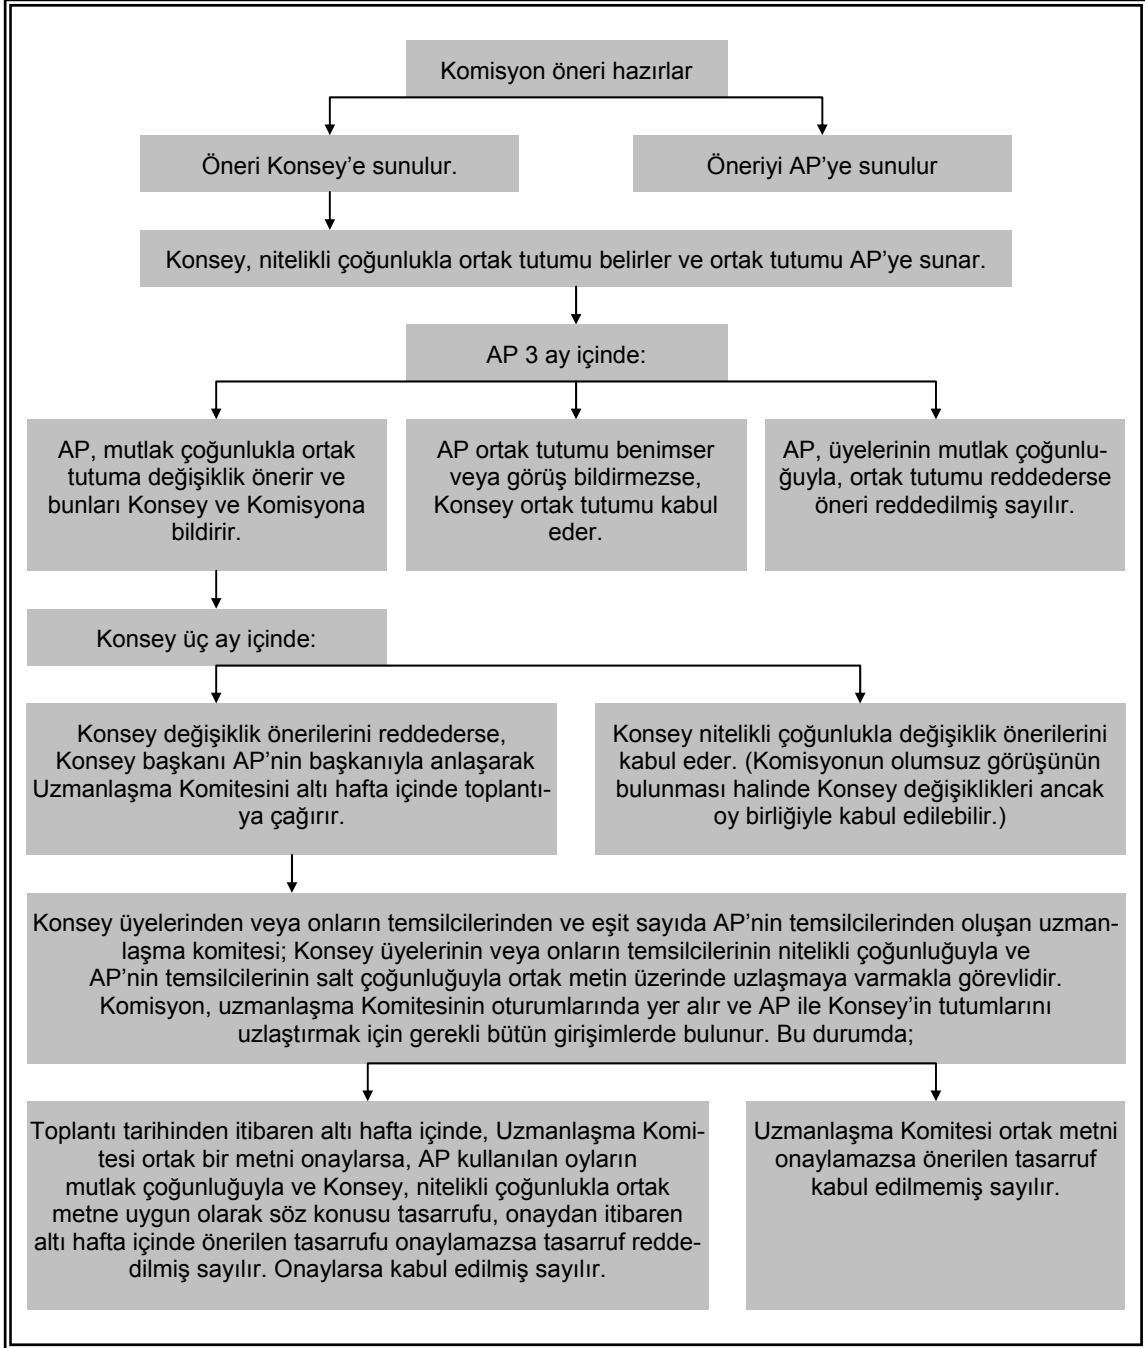 Komisyon öneri hazırlar
Öneri Konsey’e sunulur.
Öneriyi AP’ye sunulur
Konsey, nitelikli çoğunlukla ortak tutumu belirler ve ortak tutumu AP’ye sunar.
AP 3 ay içinde:
AP, mutlak çoğunlukla ortak
tutuma değişiklik önerir ve
bunları Konsey ve Komisyona
bildirir.
AP ortak tutumu benimser
veya görüş bildirmezse,
Konsey ortak tutumu kabul
eder.
AP, üyelerinin mutlak çoğunlu-
ğuyla, ortak tutumu reddederse
öneri reddedilmiş sayılır.
Konsey üç ay içinde:
Konsey değişiklik önerilerini reddederse,
Konsey başkanı AP’nin başkanıyla anlaşarak
Uzmanlaşma Komitesini altı hafta içinde toplantı-
ya çağırır.
Konsey nitelikli çoğunlukla değişiklik önerilerini
kabul eder. (Komisyonun olumsuz görüşünün
bulunması halinde Konsey değişiklikleri ancak
oy birliğiyle kabul edilebilir.)
Konsey üyelerinden veya onların temsilcilerinden ve eşit sayıda AP’nin temsilcilerinden oluşan uzman-
laşma komitesi; Konsey üyelerinin veya onların temsilcilerinin nitelikli çoğunluğuyla ve
AP’nin temsilcilerinin salt çoğunluğuyla ortak metin üzerinde uzlaşmaya varmakla görevlidir.
Komisyon, uzmanlaşma Komitesinin oturumlarında yer alır ve AP ile Konsey’in tutumlarını
uzlaştırmak için gerekli bütün girişimlerde bulunur. Bu durumda;
Toplantı tarihinden itibaren altı hafta içinde, Uzmanlaşma Komi-
tesi ortak bir metni onaylarsa, AP kullanılan oyların
mutlak çoğunluğuyla ve Konsey, nitelikli çoğunlukla ortak
metne uygun olarak söz konusu tasarrufu, onaydan itibaren
altı hafta içinde önerilen tasarrufu onaylamazsa tasarruf redde-
dilmiş sayılır. Onaylarsa kabul edilmiş sayılır.
Uzmanlaşma Komitesi ortak metni
onaylamazsa önerilen tasarruf
kabul edilmemiş sayılır.